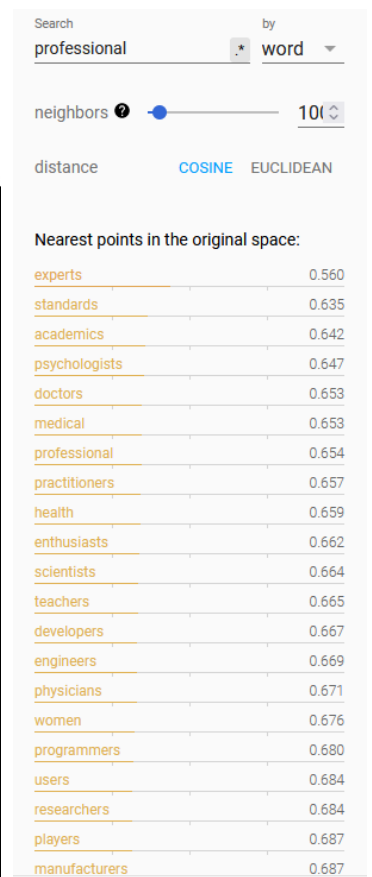 Search by
professional .* word
neighbors ? 100
distance COSINE EUCLIDEAN
Nearest points in the original space:
experts 0.560
standards 0.635
academics 0.642
psychologists 0.647
doctors 0.653
medical 0.653
professional 0.654
practitioners 0.657
health 0.659
enthusiasts 0.662
scientists 0.664
teachers 0.665
developers 0.667
engineers 0.669
physicians 0.671
women 0.676
programmers 0.680
users 0.684
researchers 0.684
players 0.687
manufacturers 0.687